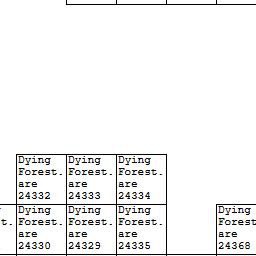 Dying Forest. are 24332
Dying Forest. are 24333
Dying Forest. are 24334
t.
Dying Forest. are 24330
Dying Forest. are 24329
Dying Forest. are 24335
Dying Forest. are 24368